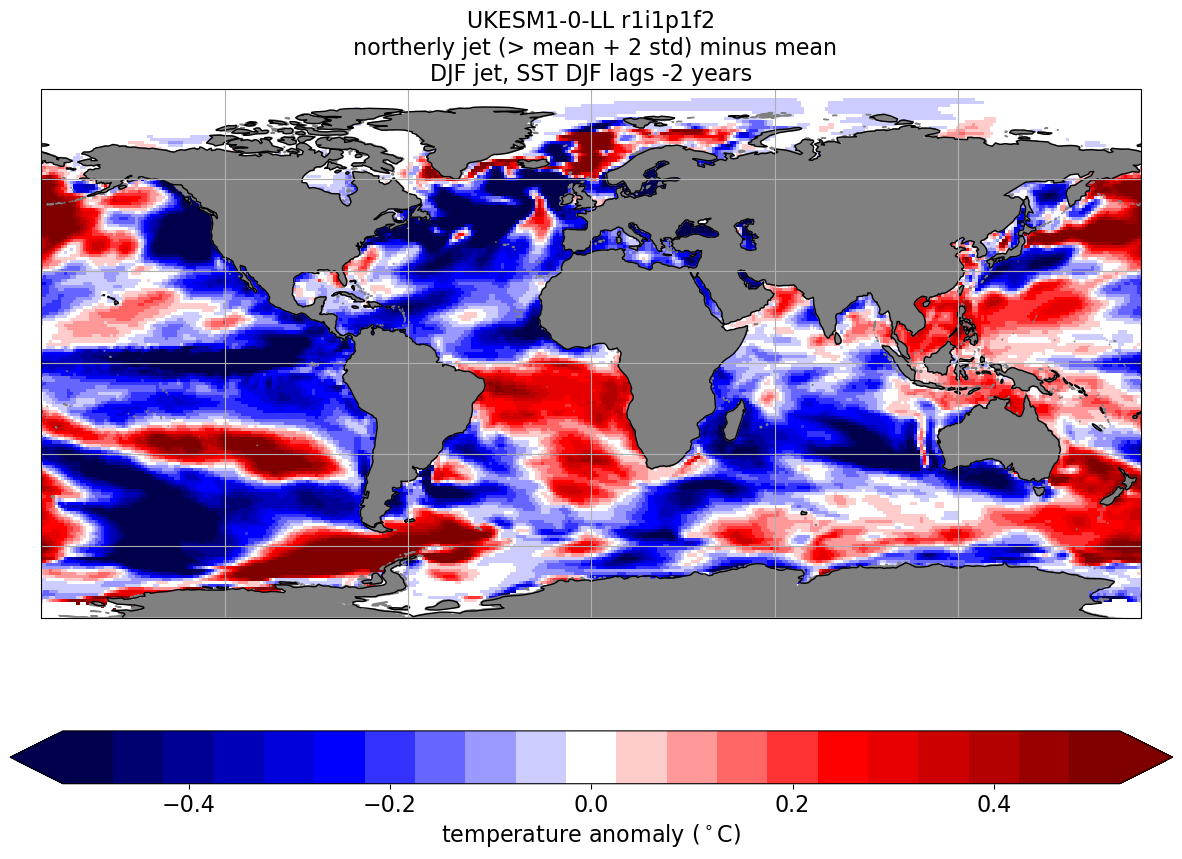 UKESM1-0-LL r1i1p1f2
northerly jet (> mean + 2 std) minus mean
DJF jet, SST DJF lags -2 years
−0.4 −0.2 0.0 0.2 0.4
temperature anomaly (°C)